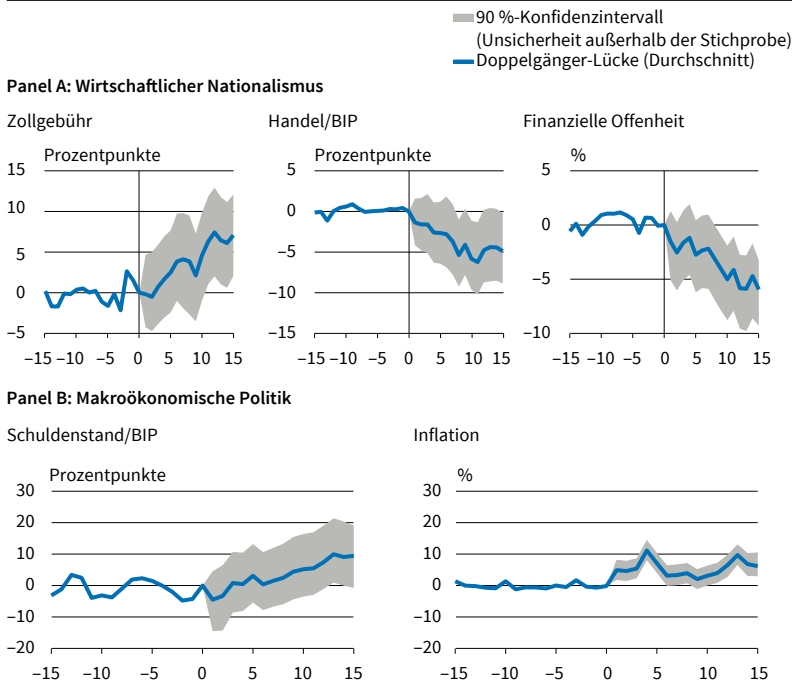 90 %-Konfidenzintervall
(Unsicherheit außerhalb der Stichprobe)
Doppelgänger-Lücke (Durchschnitt)
Panel A: Wirtschaftlicher Nationalismus
Zollgebühr
Prozentpunkte
15
10
5
0
−5
−15 −10 −5 0 5 10 15
Handel/BIP
Prozentpunkte
5
0
−5
−10
−15
−15 −10 −5 0 5 10 15
Finanzielle Offenheit
%
5
0
−5
−10
−15 −10 −5 0 5 10 15
Panel B: Makroökonomische Politik
Schuldenstand/BIP
Prozentpunkte
30
20
10
0
−10
−20
−15 −10 −5 0 5 10 15
Inflation
%
30
20
10
0
−10
−20
−15 −10 −5 0 5 10 15